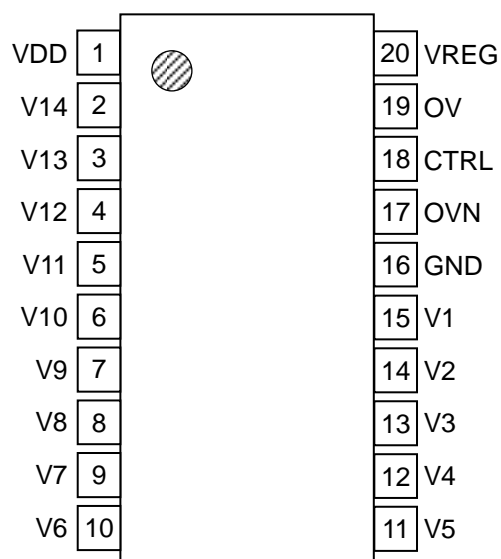 VDD 1 20 VREG
V14 2 19 OV
V13 3 18 CTRL
V12 4 17 OVN
V11 5 16 GND
V10 6 15 V1
V9 7 14 V2
V8 8 13 V3
V7 9 12 V4
V6 10 11 V5